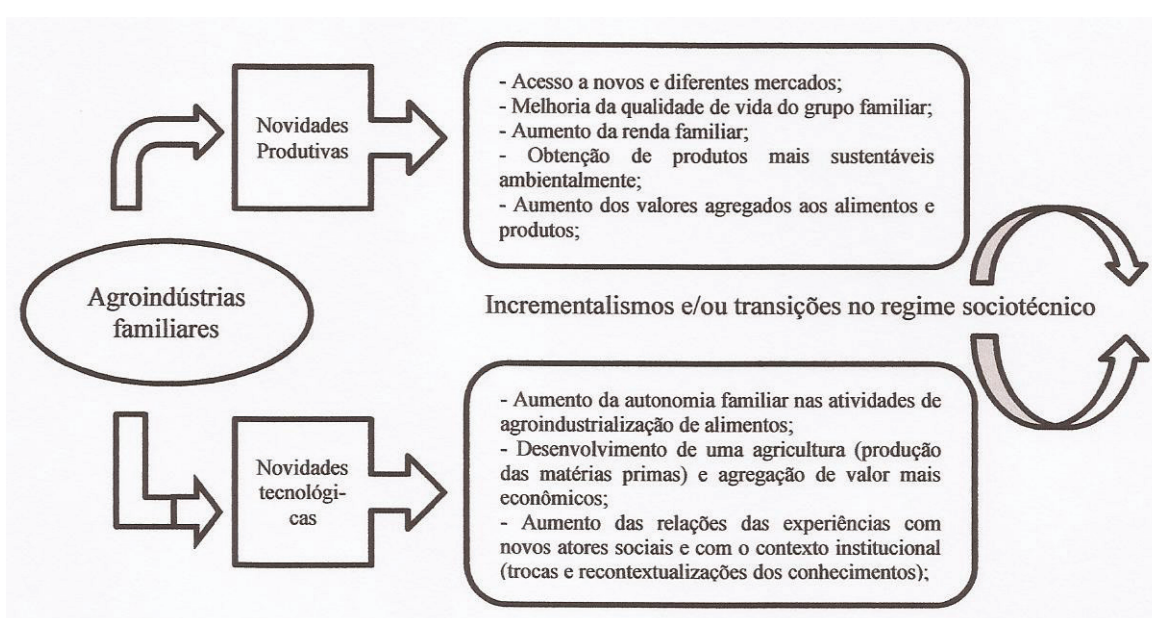 - Acesso a novos e diferentes mercados;
- Melhoria da qualidade de vida do grupo familiar;
- Aumento da renda familiar;
- Obtenção de produtos mais sustentáveis
ambientalmente;
- Aumento dos valores agregados aos alimentos e
produtos;
Novidades
Produtivas
Agroindústrias
familiares
Incrementalismos e/ou transições no regime sociotécnico
Novidades
tecnológi-
cas
- Aumento da autonomia familiar nas atividades de
agroindustrialização de alimentos;
- Desenvolvimento de uma agricultura (produção
das matérias primas) e agregação de valor mais
econômicos;
- Aumento das relações das experiências com
novos atores sociais e com o contexto institucional
(trocas e recontextualizações dos conhecimentos);